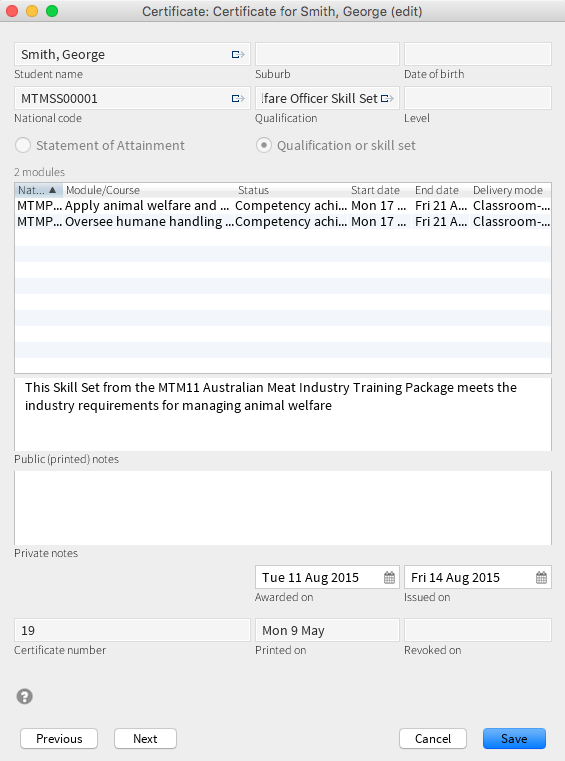 Certificate: Certificate for Smith, George (edit)
Smith, George
Student name Suburb Date of birth
MTMSS00001 lfare Officer Skill Set
National code Qualification Level
Statement of Attainment Qualification or skill set
2 modules
Nat... Module/Course Status Start date End date Delivery mode
MTMP... Apply animal welfare and ... Competency achi... Mon 17 ... Fri 21 A... Classroom-...
MTMP... Oversee humane handling ... Competency achi... Mon 17 ... Fri 21 A... Classroom-...
This Skill Set from the MTM11 Australian Meat Industry Training Package meets the
industry requirements for managing animal welfare
Public (printed) notes
Private notes
Tue 11 Aug 2015 Fri 14 Aug 2015
Awarded on Issued on
19 Mon 9 May
Certificate number Printed on Revoked on
?
Previous Next Cancel Save